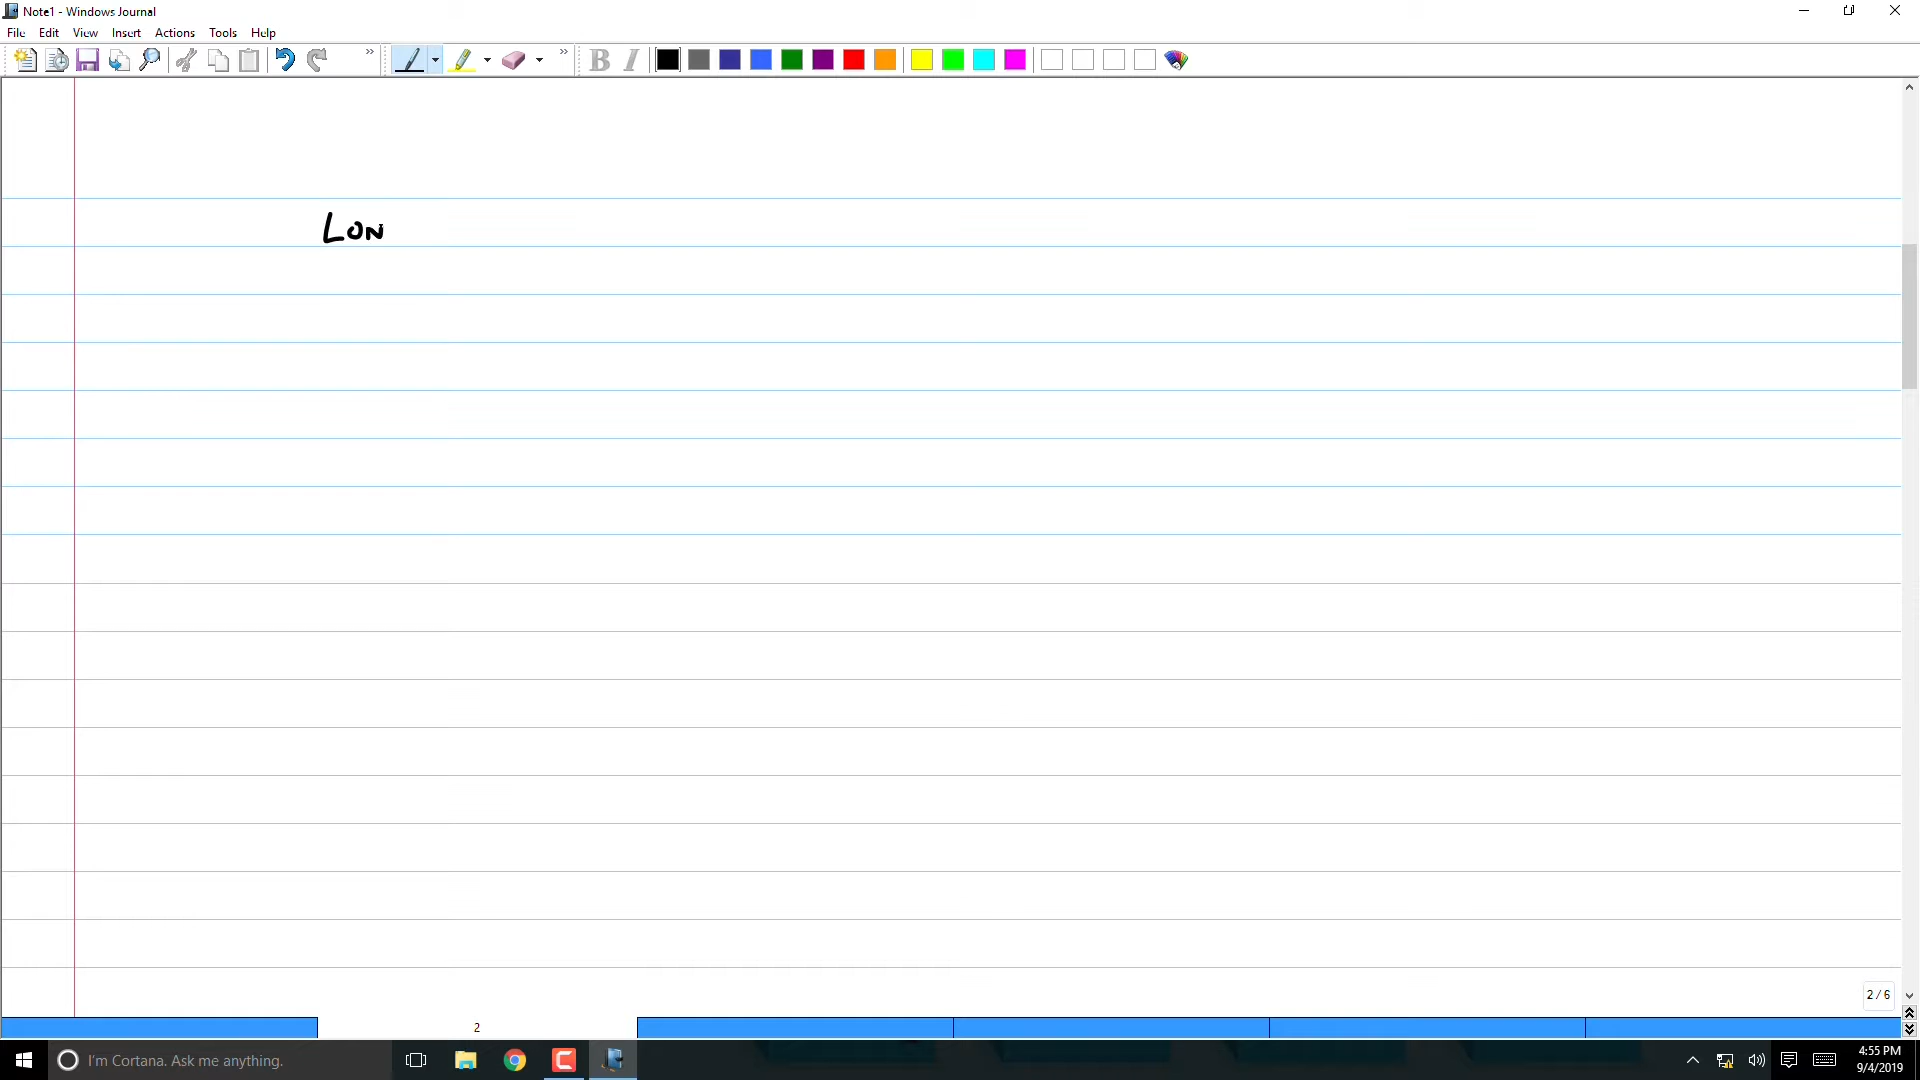 Note1 - Windows Journal
File Edit View Insert Actions Tools Help
B I
LON
2 / 6
2
I'm Cortana. Ask me anything.
4:55 PM
9/4/2019